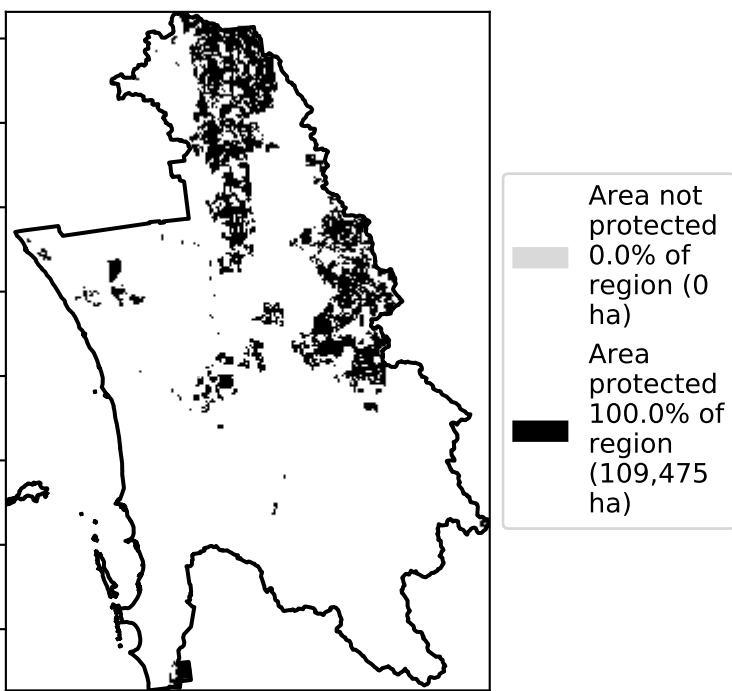 Area not
protected
0.0% of
region (0
ha)
Area
protected
100.0% of
region
(109,475
ha)